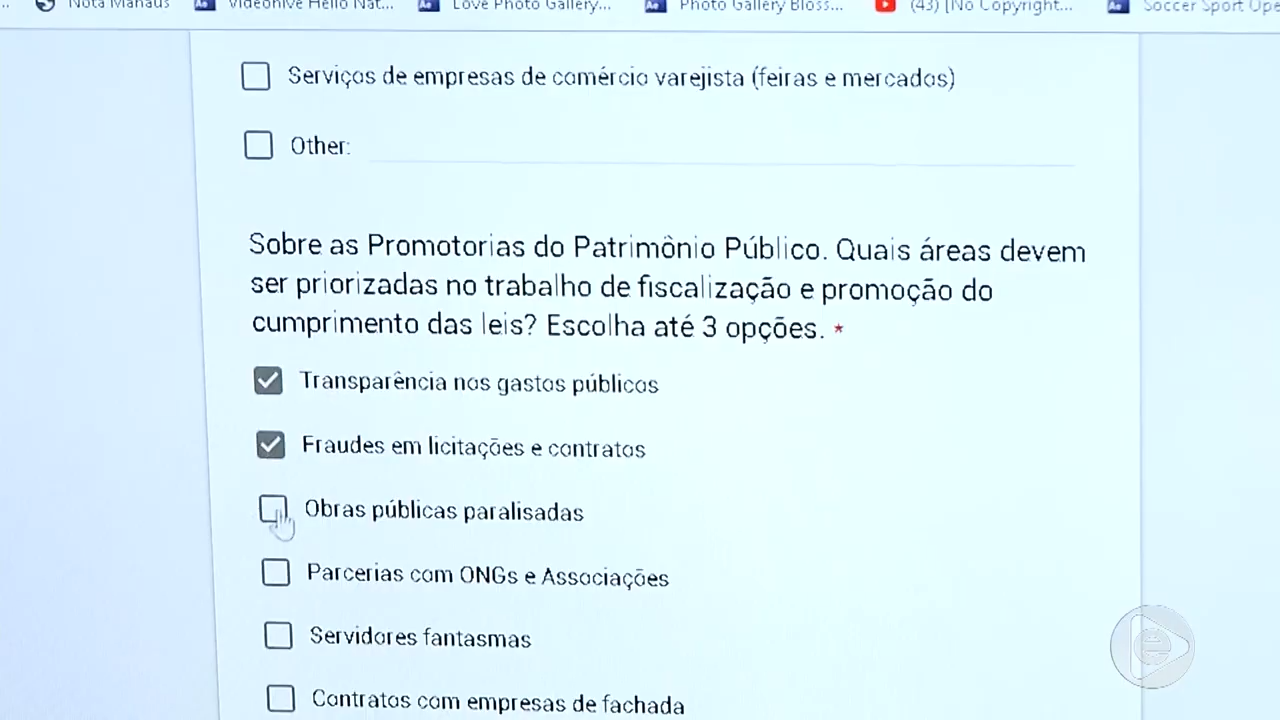 Nota Manaus
Videohive Hello Nat...
Love Photo Gallery...
Photo Gallery Bloss...
(43) [No Copyright...
Soccer Sport Ope
Serviços de empresas de comércio varejista (feiras e mercados)
Other:
Sobre as Promotorias do Patrimônio Público. Quais áreas devem
ser priorizadas no trabalho de fiscalização e promoção do
cumprimento das leis? Escolha até 3 opções. *
Transparência nos gastos públicos
Fraudes em licitações e contratos
Obras públicas paralisadas
Parcerias com ONGs e Associações
Servidores fantasmas
Contratos com empresas de fachada